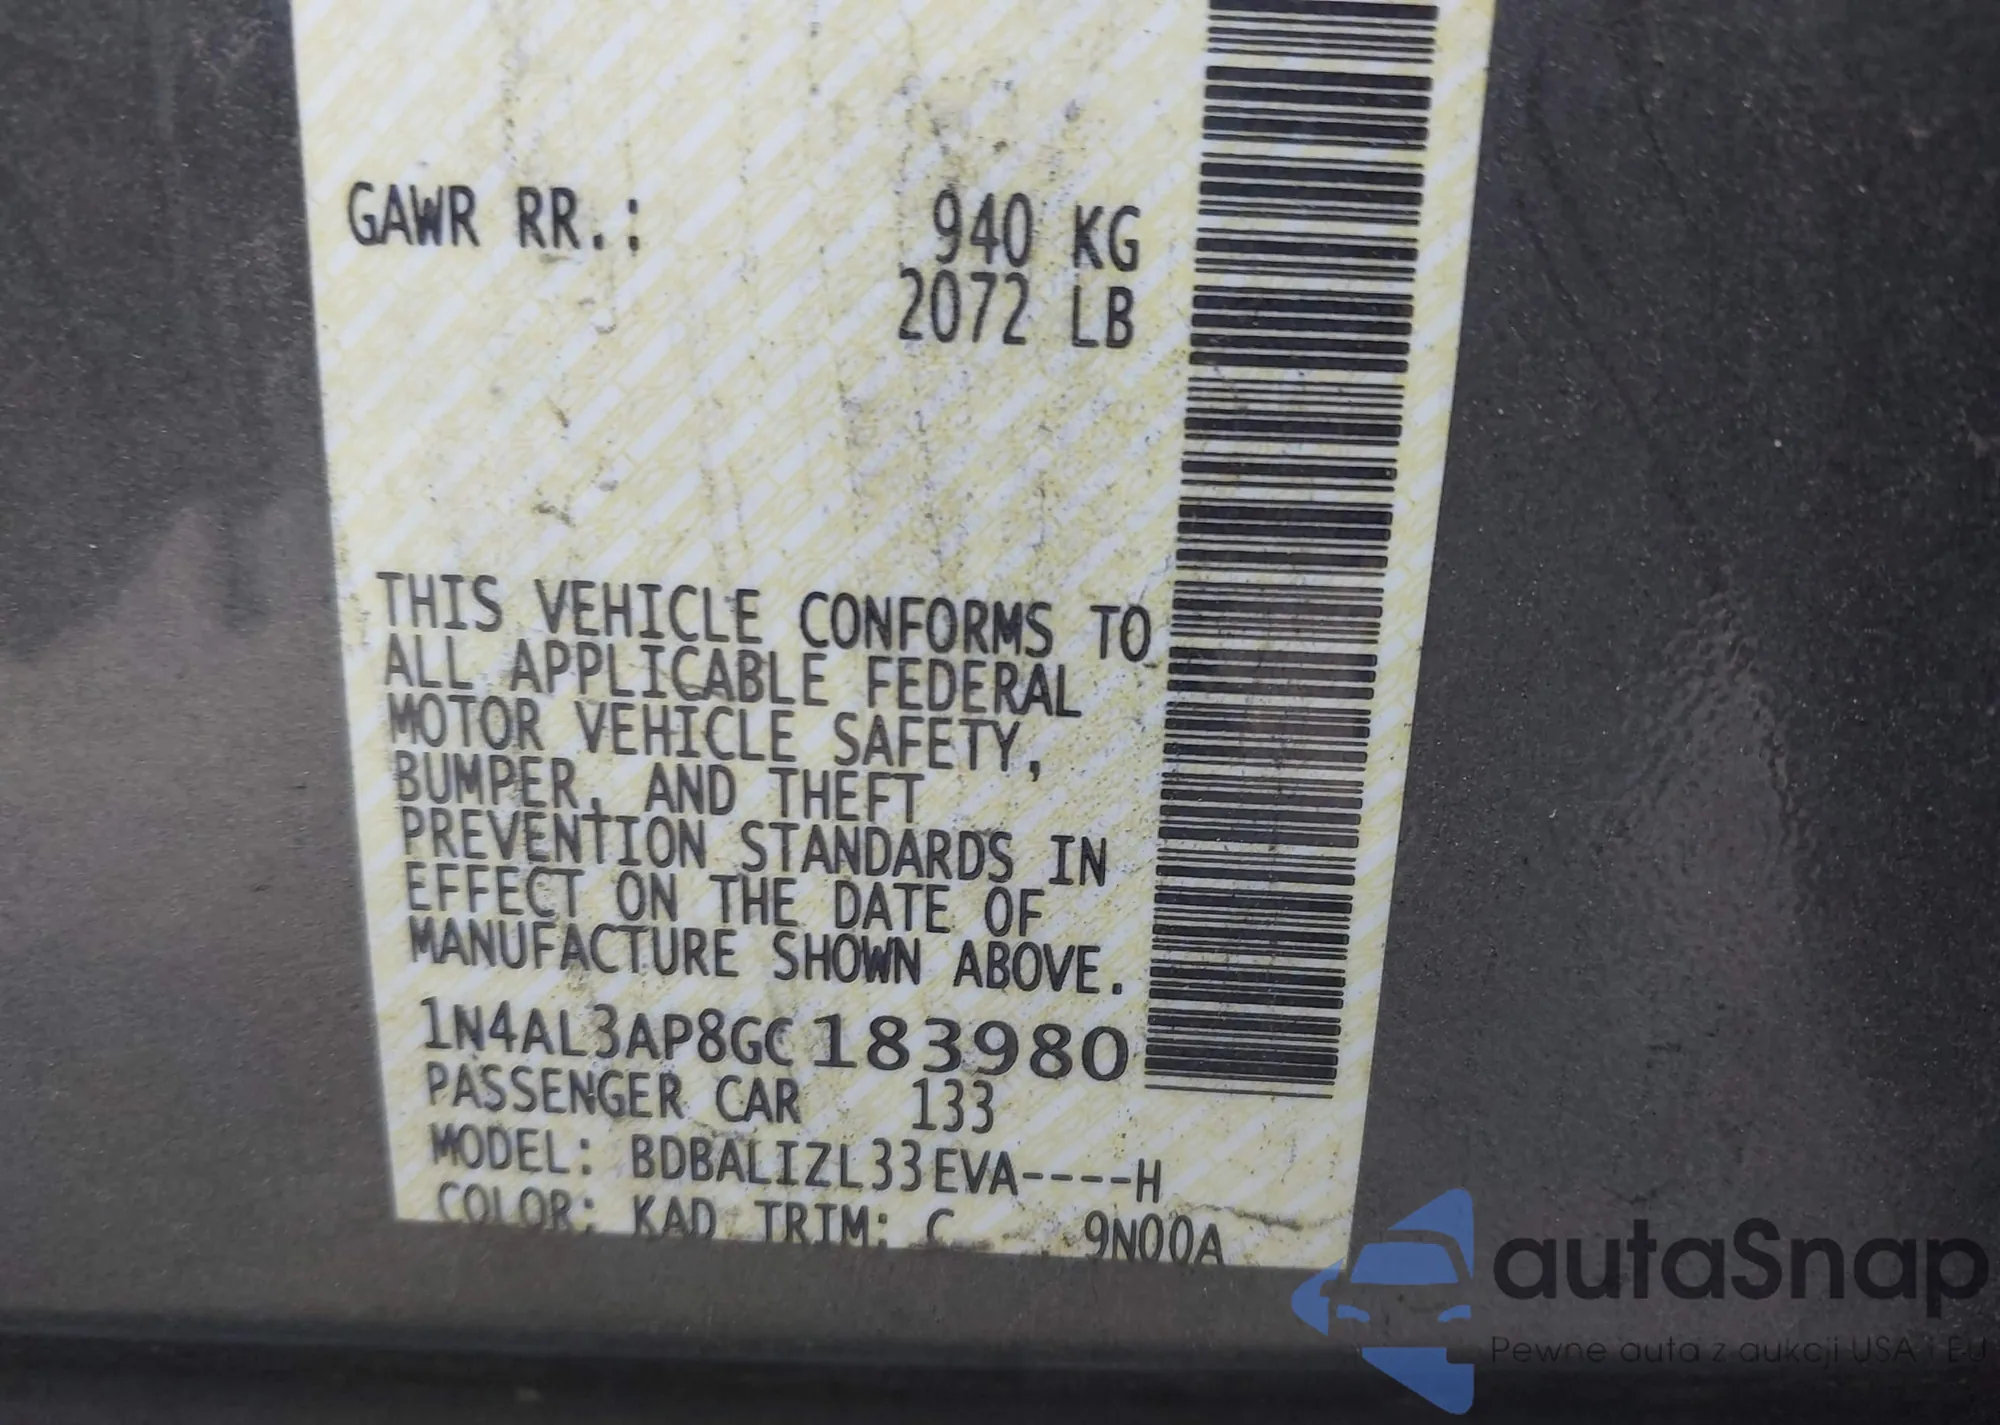 GAWR RR.: 940 KG
2072 LB
THIS VEHICLE CONFORMS TO
ALL APPLICABLE FEDERAL
MOTOR VEHICLE SAFETY,
BUMPER, AND THEFT
PREVENTION STANDARDS IN
EFFECT ON THE DATE OF
MANUFACTURE SHOWN ABOVE.
1N4AL3AP8GC183980
PASSENGER CAR 133
MODEL: BDBALIZL33EVA----H
COLOR: KAD TRIM: C 9N00A
autaSnap
Pewne auta z aukcji USA i EU